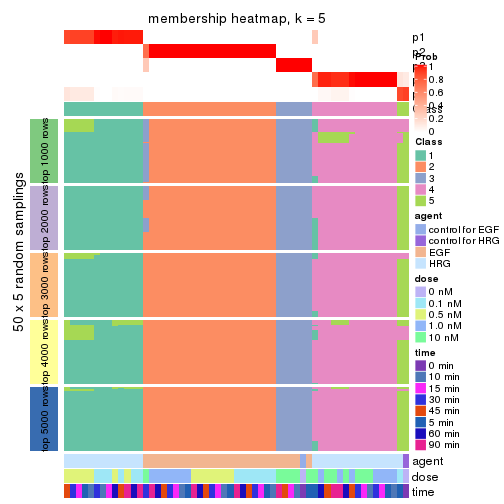 membership heatmap, k = 5
p1
p2
Prob
1
0.8
0.6
0.4
0.2
0
Class
1
2
3
4
5
agent
control for EGF
control for HRG
EGF
HRG
dose
0 nM
0.1 nM
0.5 nM
1.0 nM
10 nM
time
0 min
10 min
15 min
30 min
45 min
5 min
60 min
90 min
50 x 5 random samplings
top 1000 rows
top 2000 rows
top 3000 rows
top 4000 rows
top 5000 rows
agent
dose
time